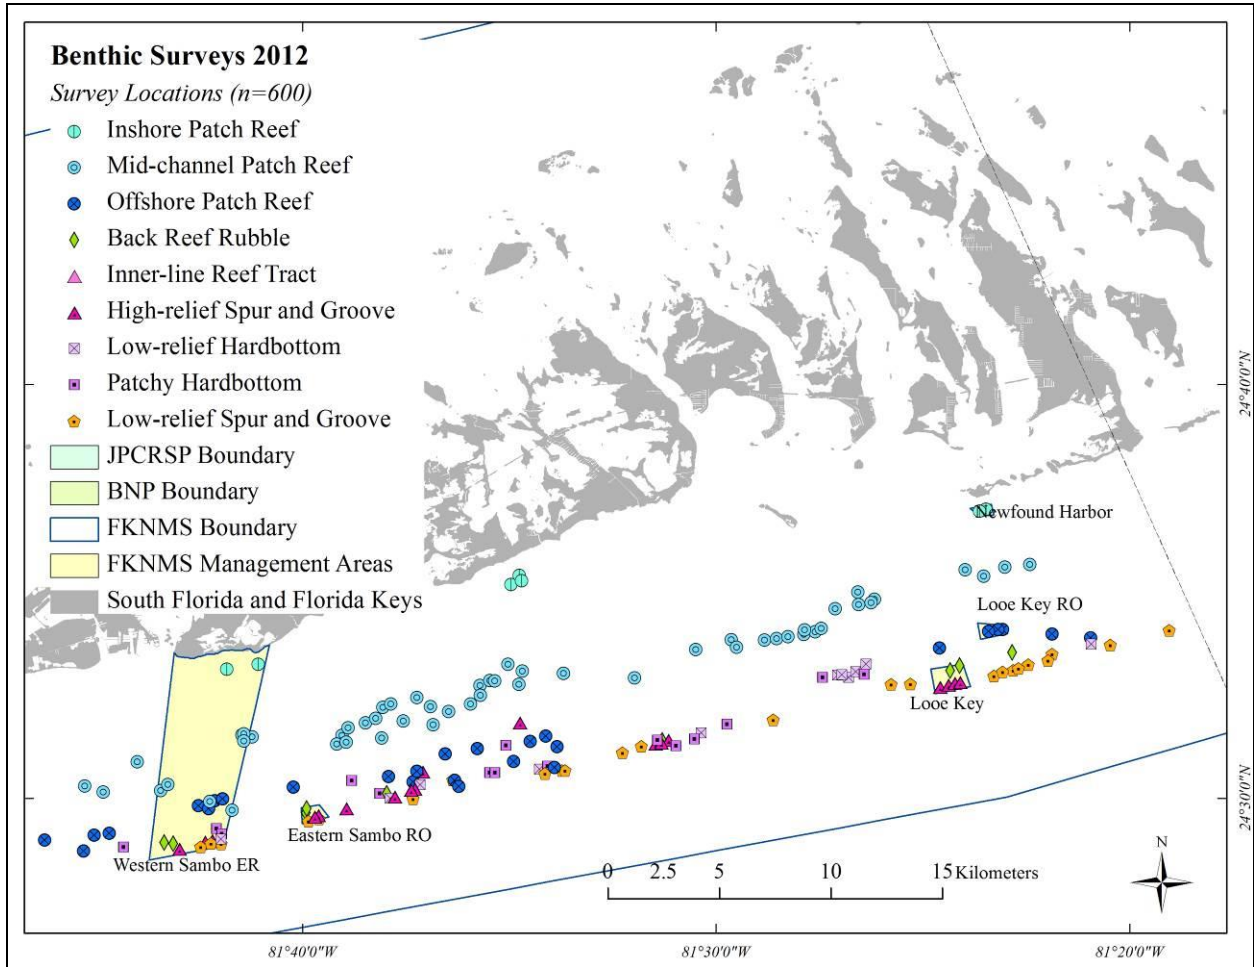 Benthic Surveys 2012
Survey Locations (n=600)
Inshore Patch Reef
Mid-channel Patch Reef
Offshore Patch Reef
Back Reef Rubble
Inner-line Reef Tract
High-relief Spur and Groove
Low-relief Hardbottom
Patchy Hardbottom
Low-relief Spur and Groove
JPCRSP Boundary
BNP Boundary
FKNMS Boundary
FKNMS Management Areas
South Florida and Florida Keys
24°40'0"N
Newfound Harbor
Looe Key RO
Looe Key
24°30'0"N
Eastern Sambo RO
Western Sambo ER
0 2.5 5 10 15 Kilometers
N
81°40'0"W 81°30'0"W 81°20'0"W